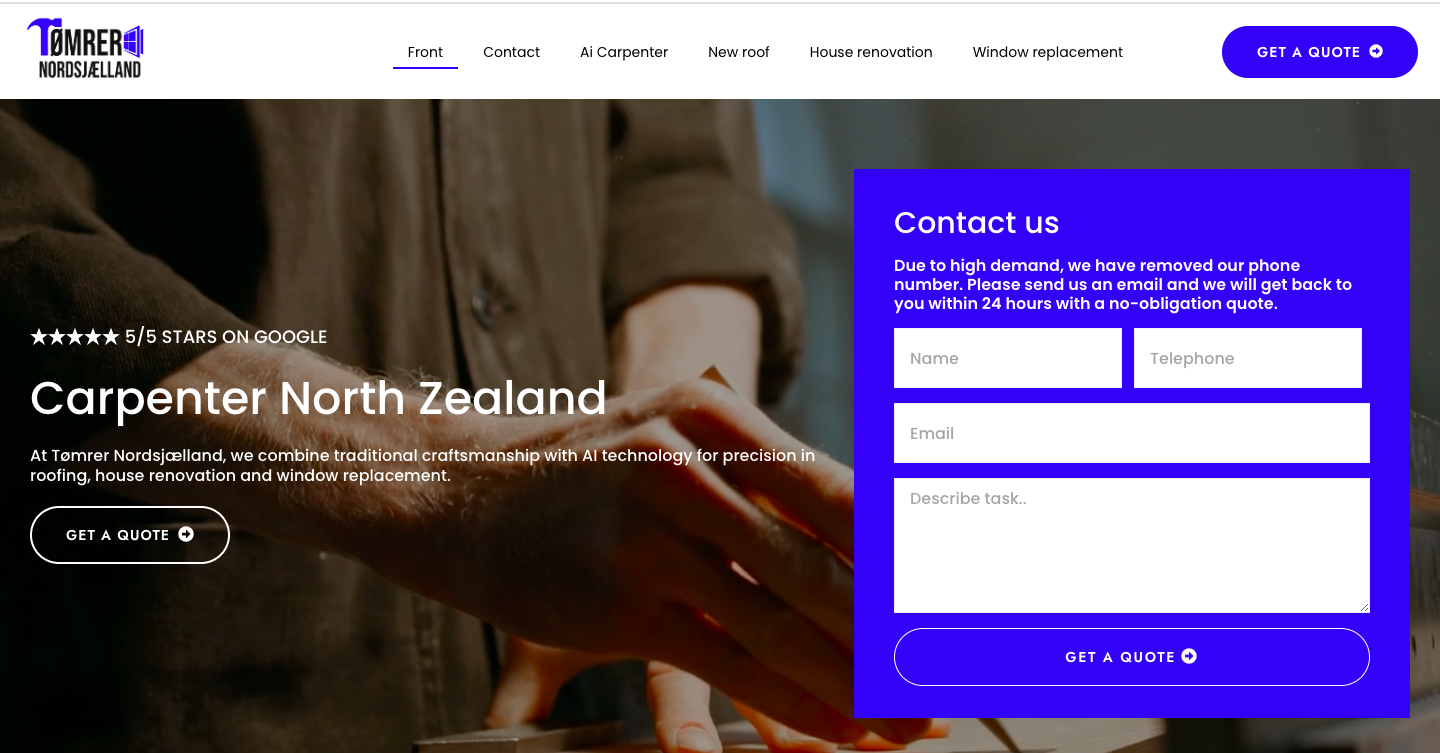 TØMRER
NORDSJÆLLAND
Front
Contact
Ai Carpenter
New roof
House renovation
Window replacement
GET A QUOTE
★★★★★ 5/5 STARS ON GOOGLE
Carpenter North Zealand
At Tømrer Nordsjælland, we combine traditional craftsmanship with AI technology for precision in
roofing, house renovation and window replacement.
GET A QUOTE
Contact us
Due to high demand, we have removed our phone
number. Please send us an email and we will get back to
you within 24 hours with a no-obligation quote.
Name
Telephone
Email
Describe task..
GET A QUOTE